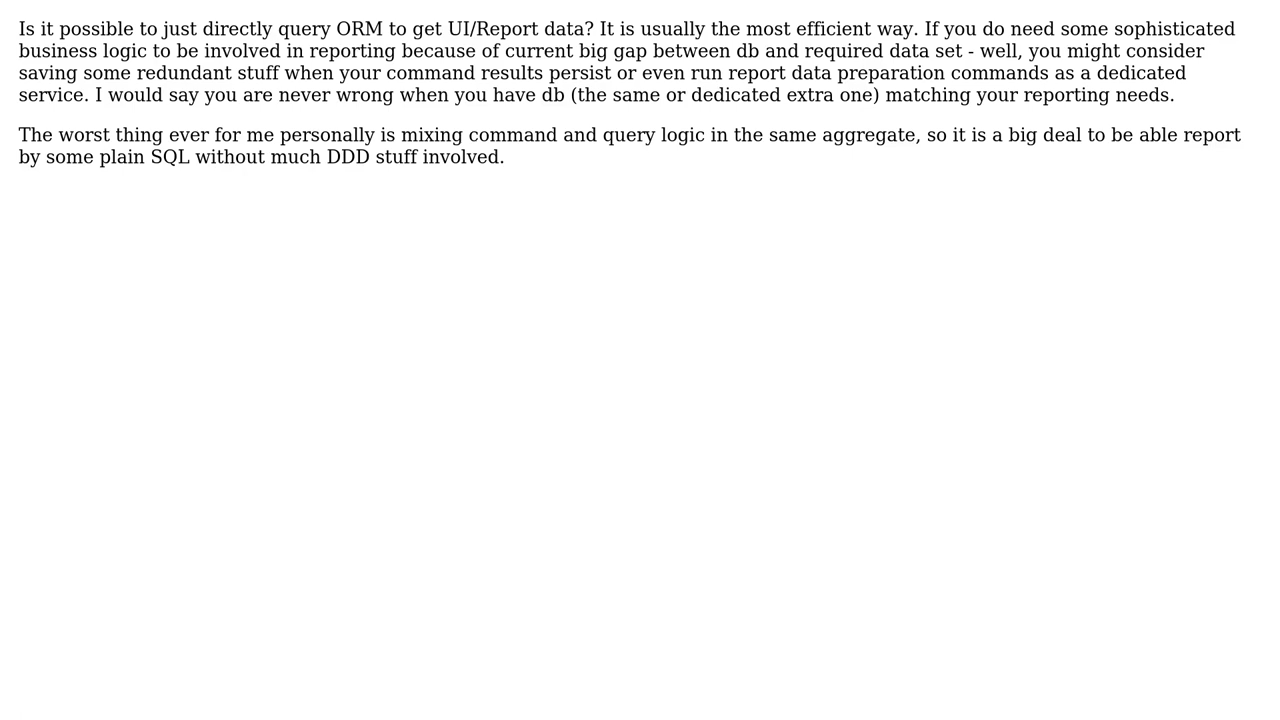 Is it possible to just directly query ORM to get UI/Report data? It is usually the most efficient way. If you do need some sophisticated
business logic to be involved in reporting because of current big gap between db and required data set - well, you might consider
saving some redundant stuff when your command results persist or even run report data preparation commands as a dedicated
service. I would say you are never wrong when you have db (the same or dedicated extra one) matching your reporting needs.
The worst thing ever for me personally is mixing command and query logic in the same aggregate, so it is a big deal to be able report
by some plain SQL without much DDD stuff involved.